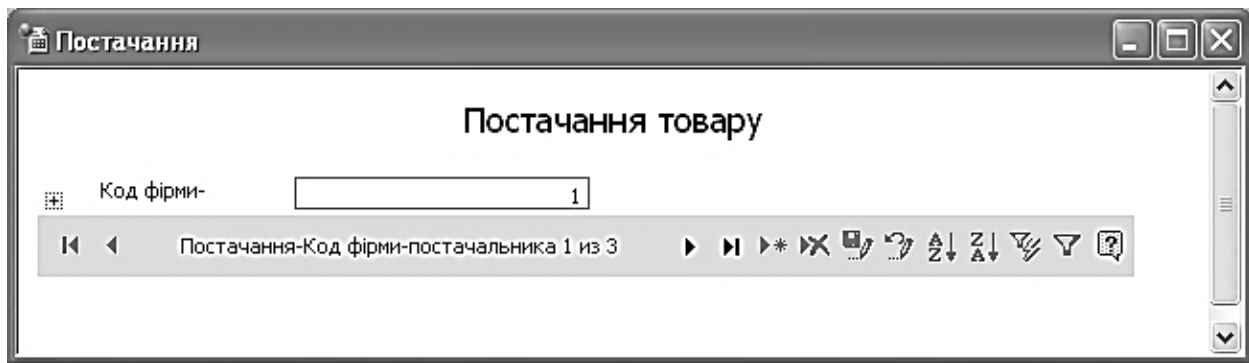 Постачання
Постачання товару
Код фірми-
1
Постачання-Код фірми-постачальника 1 из 3